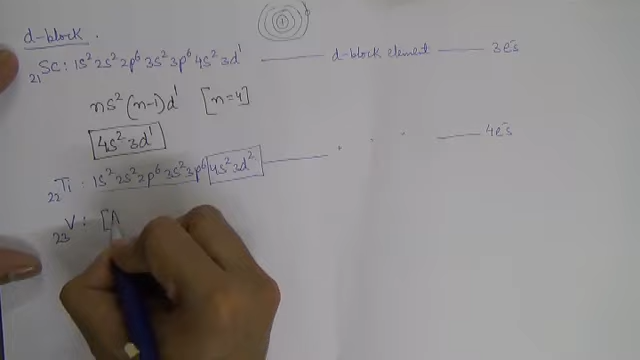 d-block.
+
₂₁Sc: 1s² 2s² 2p⁶ 3s² 3p⁶ 4s² 3d¹ ——— d-block element ——— 3e⁻s
ns² (n-1)d¹ [n=4]
4s² 3d¹
₂₂Ti: 1s² 2s² 2p⁶ 3s² 3p⁶ 4s² 3d² ——— . . . ——— 4e⁻s
₂₃V: [A